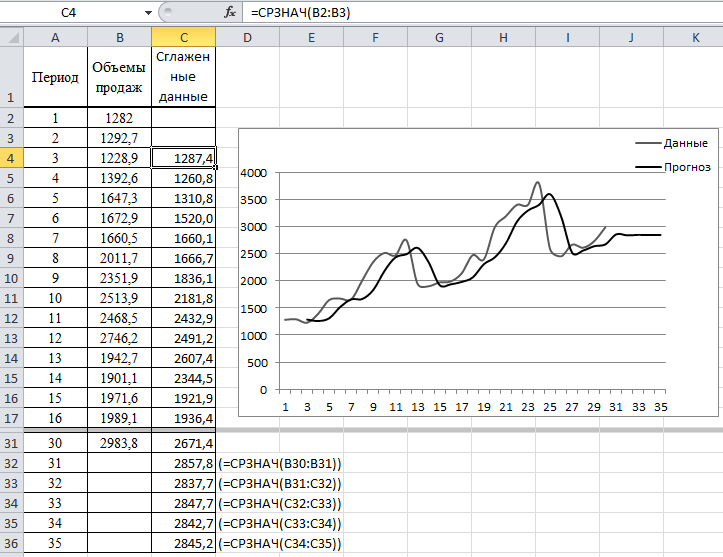 C4
fx
=СРЗНАЧ(B2:B3)
A B C D E F G H I J K
1 Период Объемы продаж Сглажен ные данные
2 1 1282
3 2 1292,7
4 3 1228,9 1287,4
5 4 1392,6 1260,8
6 5 1647,3 1310,8
7 6 1672,9 1520,0
8 7 1660,5 1660,1
9 8 2011,7 1666,7
10 9 2351,9 1836,1
11 10 2513,9 2181,8
12 11 2468,5 2432,9
13 12 2746,2 2491,2
14 13 1942,7 2607,4
15 14 1901,1 2344,5
16 15 1971,6 1921,9
17 16 1989,1 1936,4
31 30 2983,8 2671,4
32 31 2857,8 (=СРЗНАЧ(B30:B31))
33 32 2837,7 (=СРЗНАЧ(B31:C32))
34 33 2847,7 (=СРЗНАЧ(C32:C33))
35 34 2842,7 (=СРЗНАЧ(C33:C34))
36 35 2845,2 (=СРЗНАЧ(C34:C35))
Данные
Прогноз
4000
3500
3000
2500
2000
1500
1000
500
0
1 3 5 7 9 11 13 15 17 19 21 23 25 27 29 31 33 35